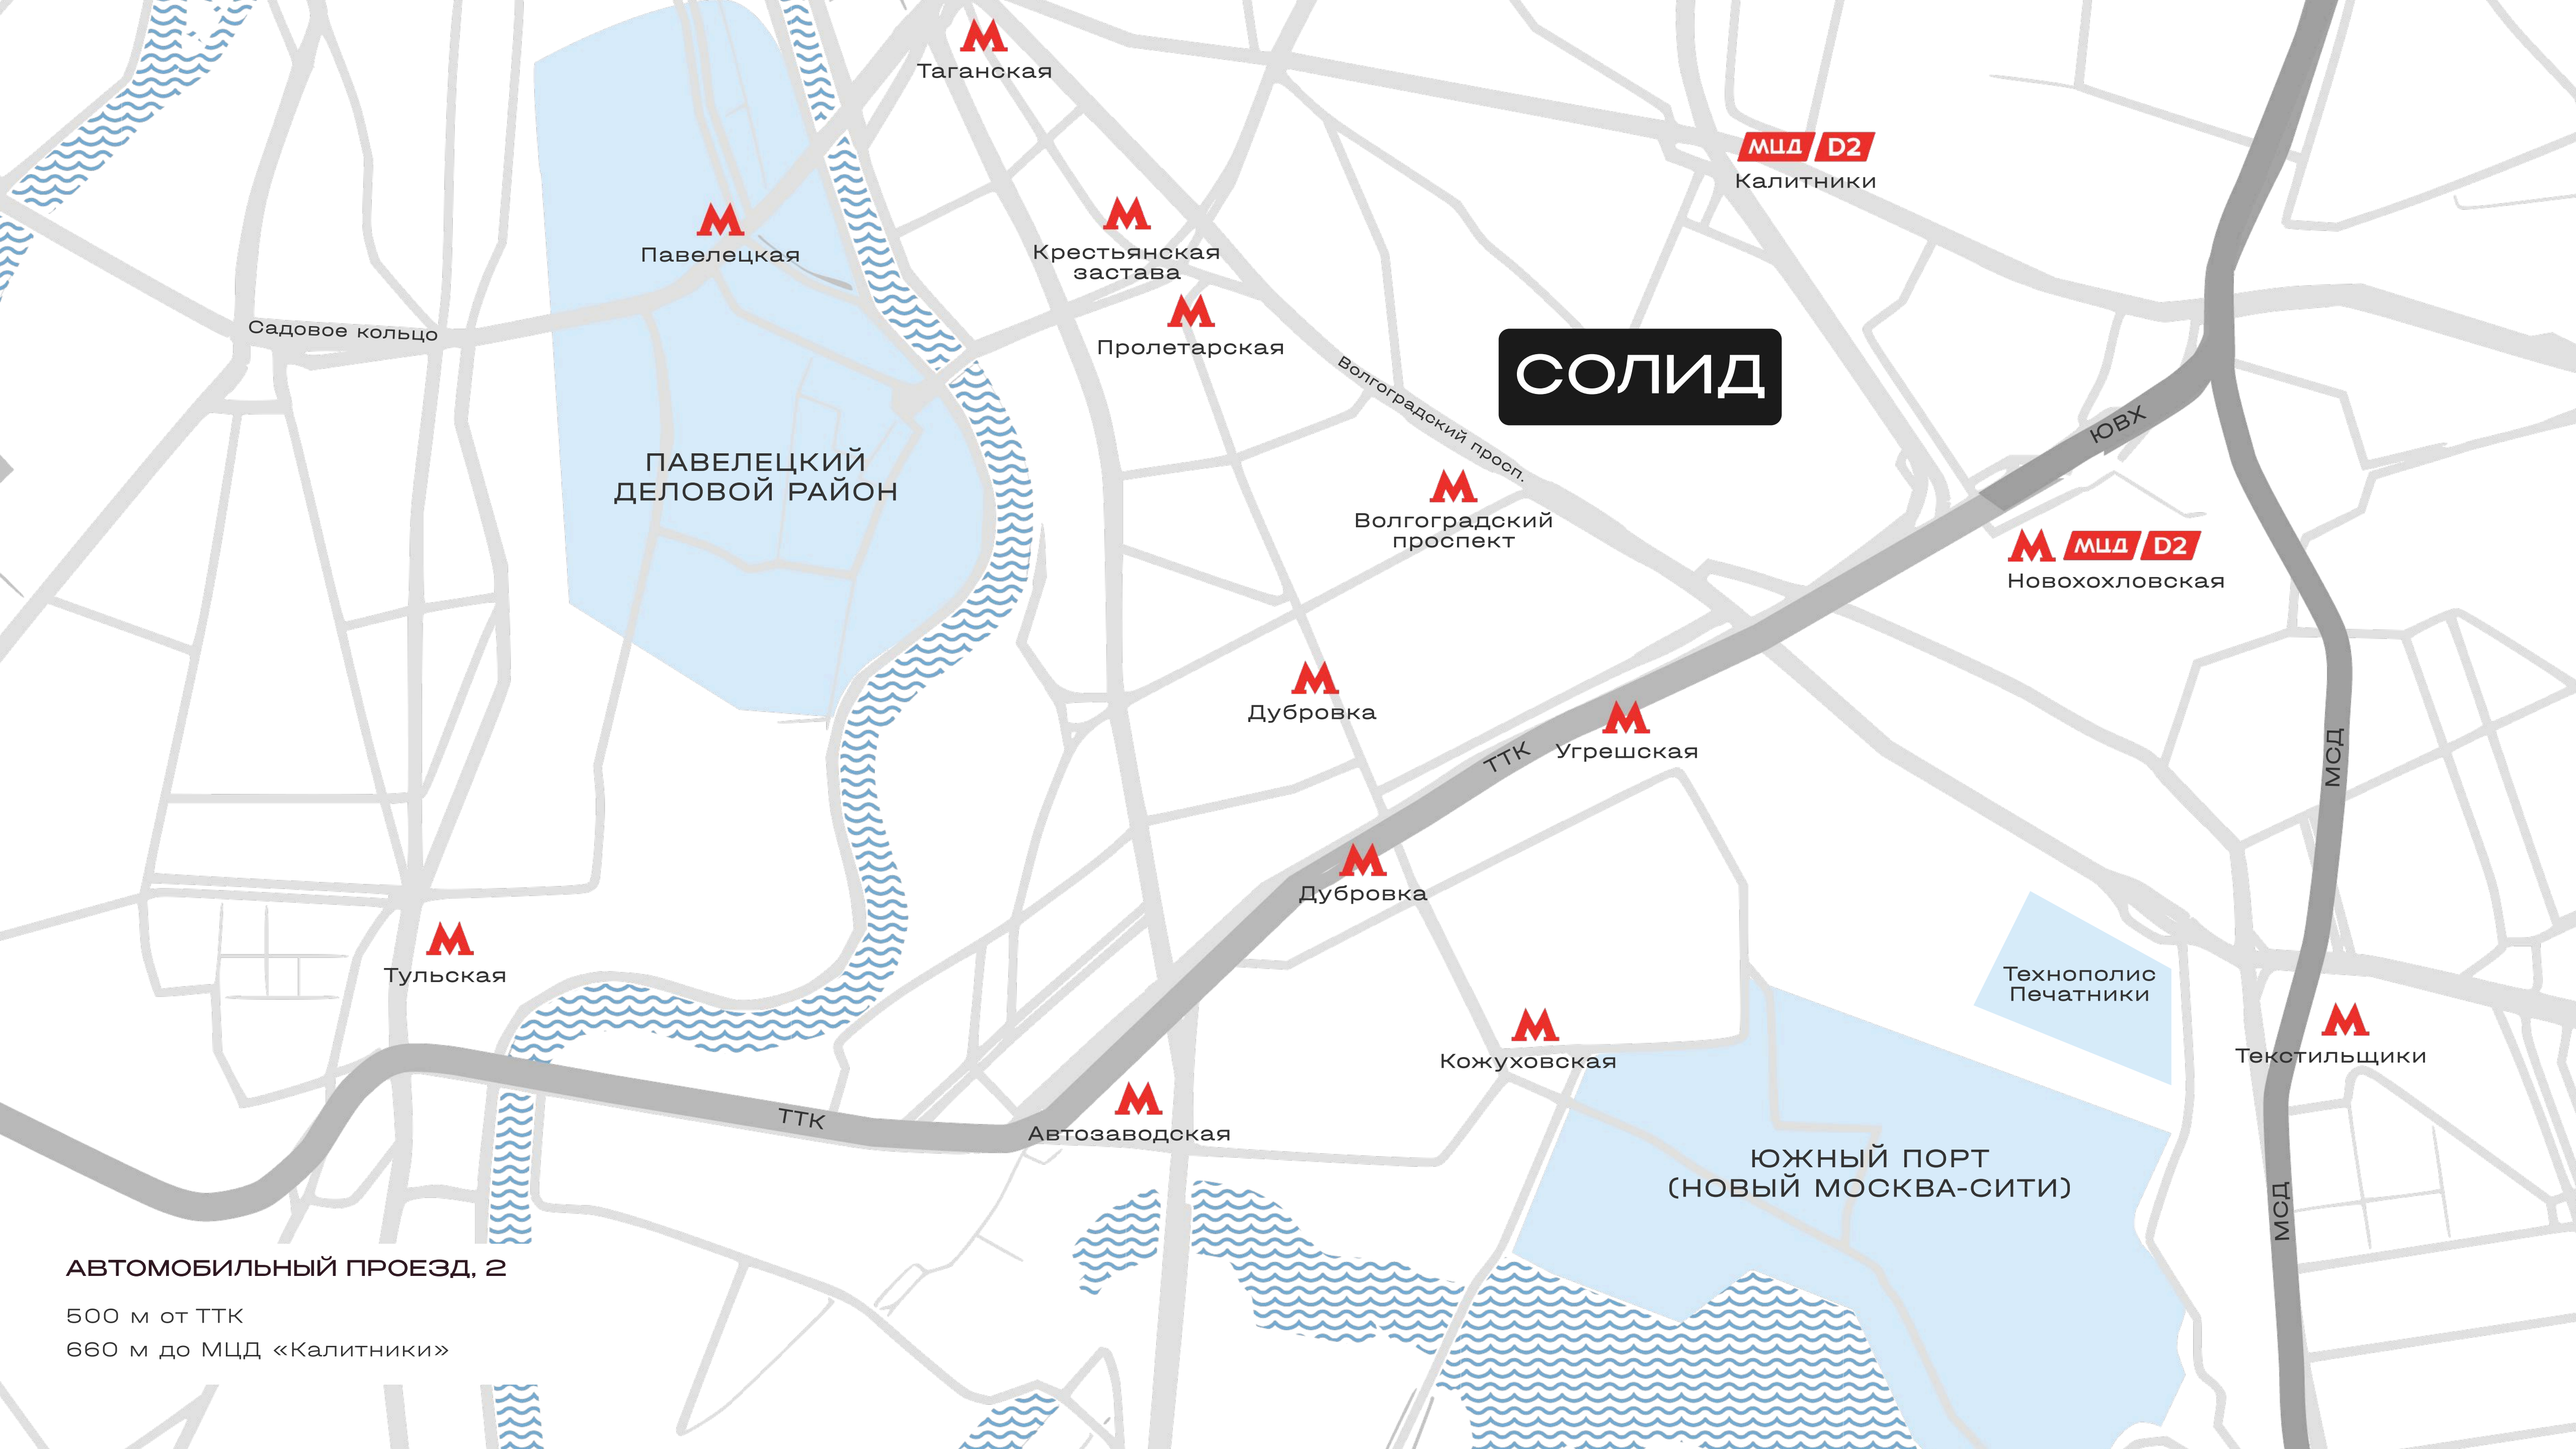 Таганская
МЦД D2
Калитники
Павелецкая
Крестьянская
застава
Пролетарская
Садовое кольцо
Волгоградский просп.
СОЛИД
ЮВХ
ПАВЕЛЕЦКИЙ
ДЕЛОВОЙ РАЙОН
Волгоградский
проспект
МЦД D2
Новохохловская
Дубровка
ТТК
Угрешская
МСД
Дубровка
Тульская
Технополис
Печатники
Кожуховская
Текстильщики
ТТК
Автозаводская
ЮЖНЫЙ ПОРТ
(НОВЫЙ МОСКВА-СИТИ)
МСД
АВТОМОБИЛЬНЫЙ ПРОЕЗД, 2
500 м от ТТК
660 м до МЦД «Калитники»